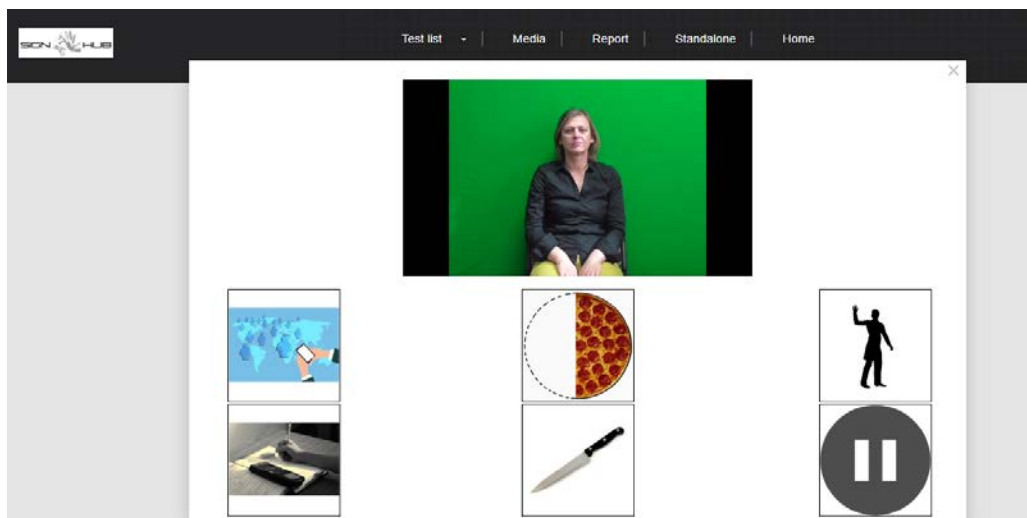 SIGN HUB
Test list
Media
Report
Standalone
Home